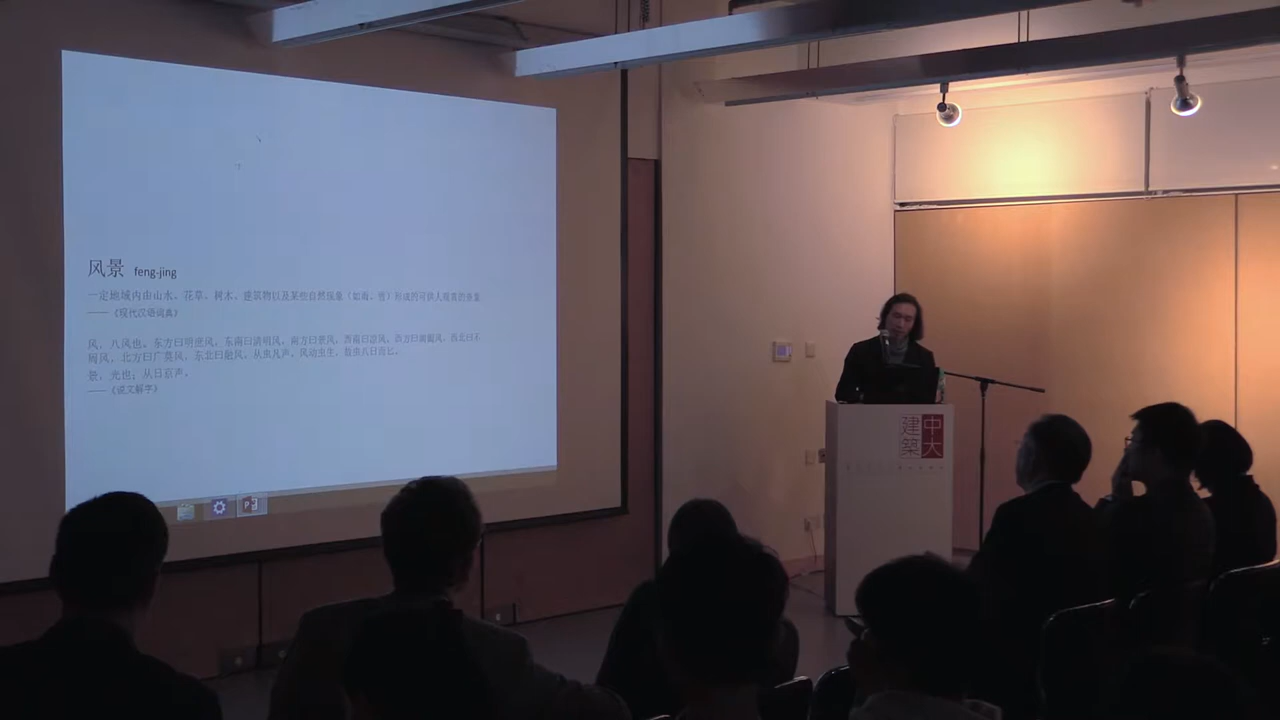 风景 feng-jing
一定地域内由山水、花草、树木、建筑物以及某些自然现象（如雨、雪）形成的可供人观赏的景象
——《现代汉语词典》
风，八风也。东方曰明庶风，东南曰清明风，南方曰景风，西南曰凉风，西方曰阊阖风，西北曰不
周风，北方曰广莫风，东北曰融风。从虫凡声。风动虫生，
景，光也；从日京声。
——《说文解字》
建 中
築 大